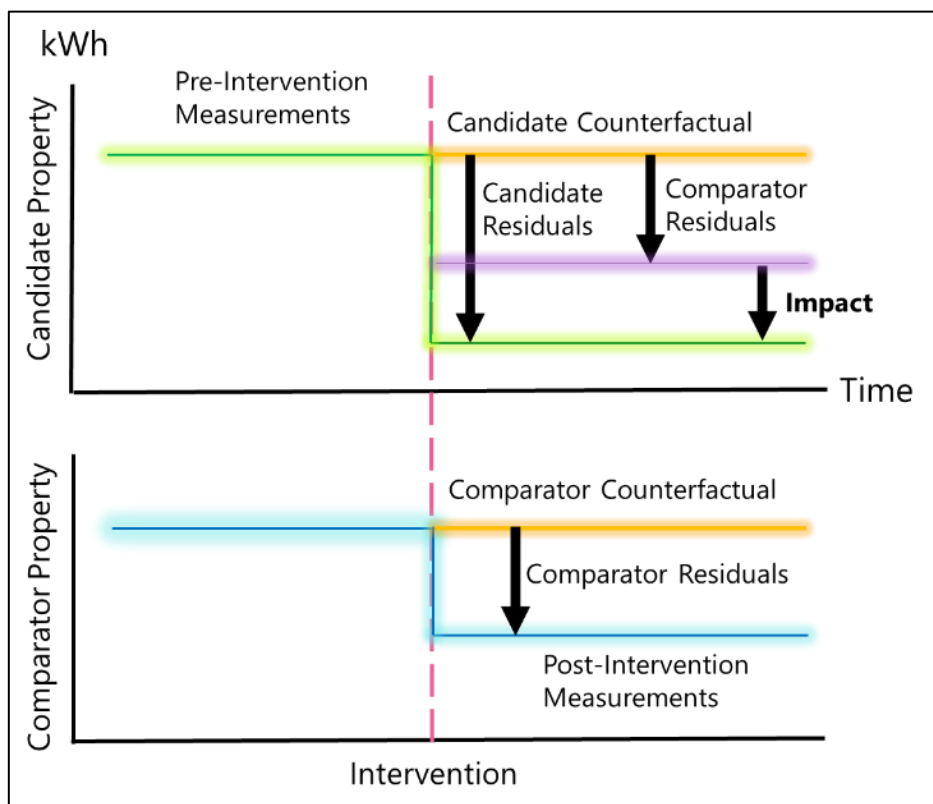 kWh
Candidate Property
Pre-Intervention
Measurements
Candidate Counterfactual
Candidate
Residuals
Comparator
Residuals
Impact
Time
Comparator Property
Comparator Counterfactual
Comparator Residuals
Post-Intervention
Measurements
Intervention